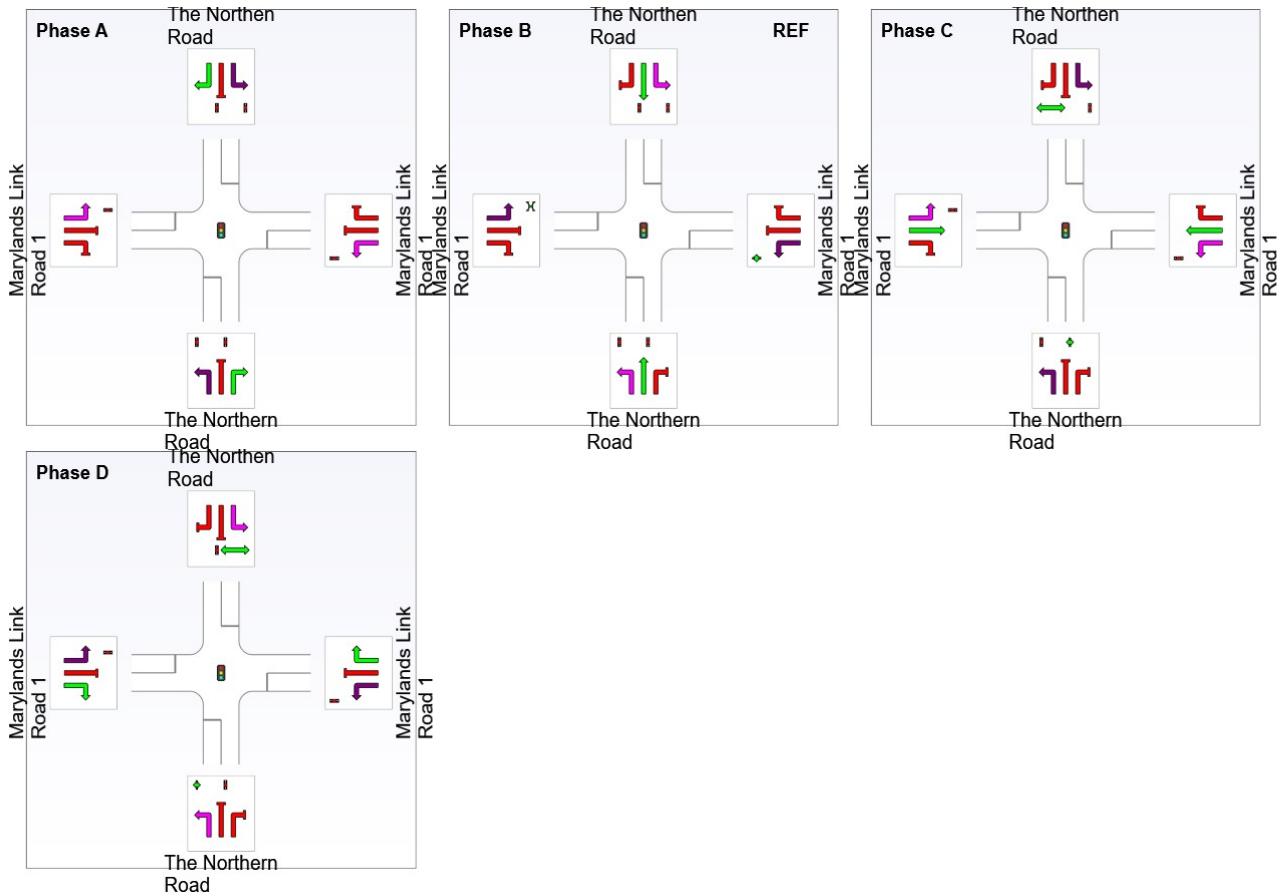 The Northen
Road
Phase A
Marylands Link
Road 1
Marylands Link
Road 1
The Northern
Road
The Northen
Road
Phase B
REF
Marylands Link
Road 1
Marylands Link
Road 1
The Northern
Road
The Northen
Road
Phase C
Marylands Link
Road 1
Marylands Link
Road 1
The Northern
Road
The Northen
Road
Phase D
Marylands Link
Road 1
Marylands Link
Road 1
The Northern
Road